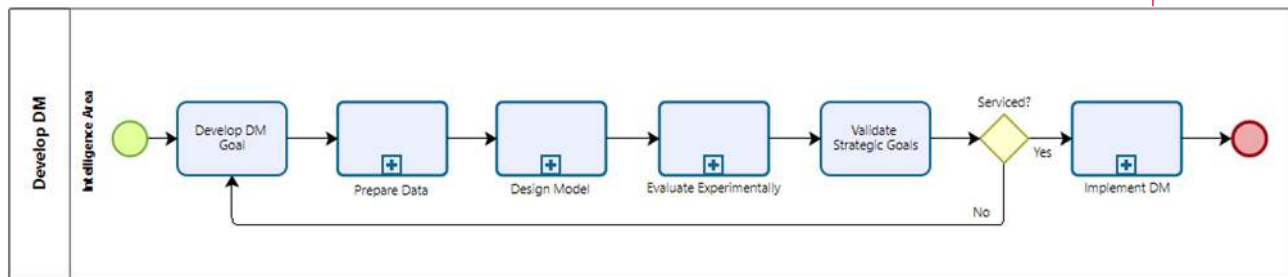 Develop DM
Intelligence Area
Develop DM
Goal
Prepare Data
Design Model
Evaluate Experimentally
Validate
Strategic Goals
Serviced?
Yes
No
Implement DM